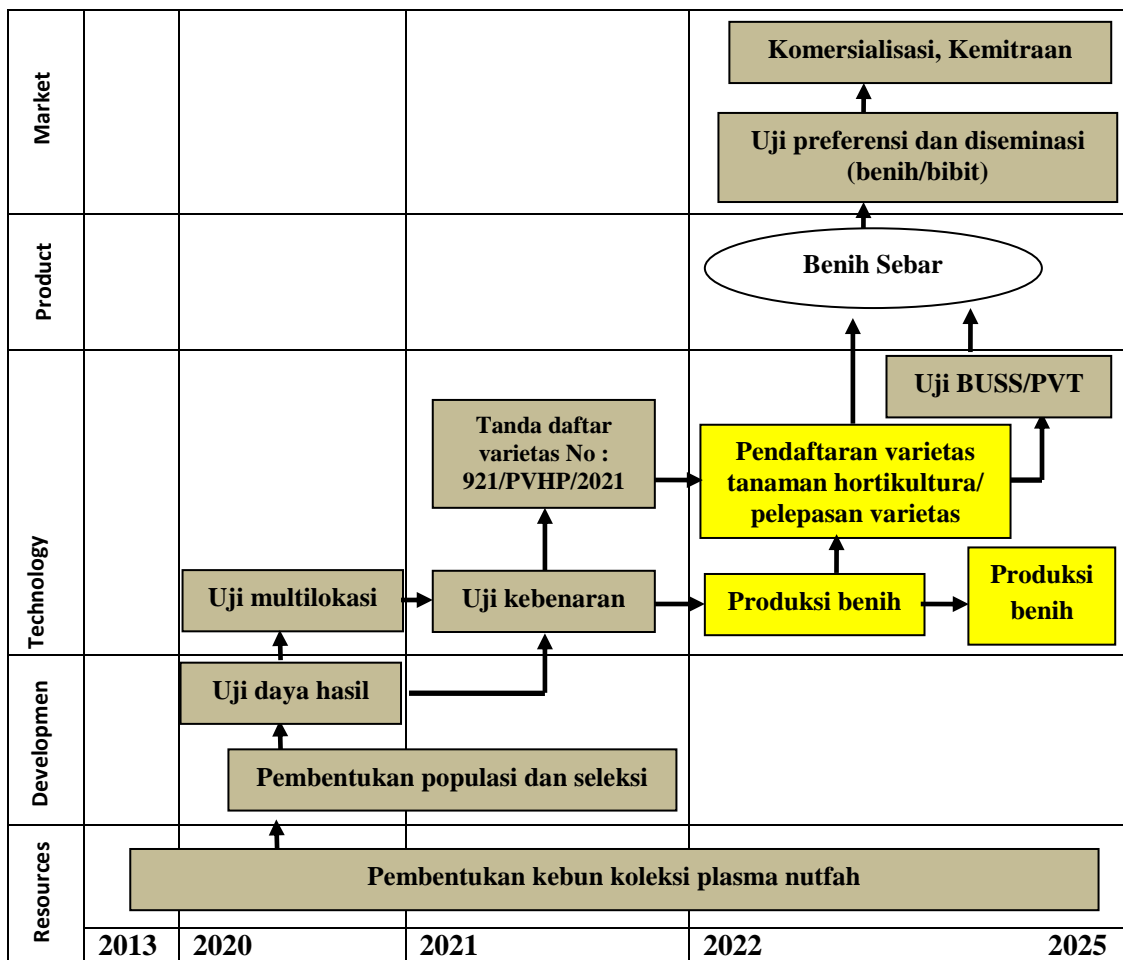 Market
Komersialisasi, Kemitraan
Uji preferensi dan diseminasi
(benih/bibit)
Product
Benih Sebar
Technology
Uji BUSS/PVT
Tanda daftar
varietas No :
921/PVHP/2021
Pendaftaran varietas
tanaman hortikultura/
pelepasan varietas
Uji multilokasi
Uji kebenaran
Produksi benih
Produksi
benih
Developmen
Uji daya hasil
Pembentukan populasi dan seleksi
Resources
Pembentukan kebun koleksi plasma nutfah
2013 2020 2021 2022 2025